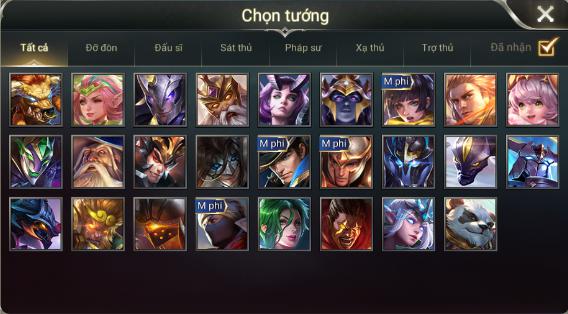 Chọn tướng
Tất cả Đỡ đòn Đấu sĩ Sát thủ Pháp sư Xạ thủ Trợ thủ Đã nhận
M phí
M phí M phí
M phí